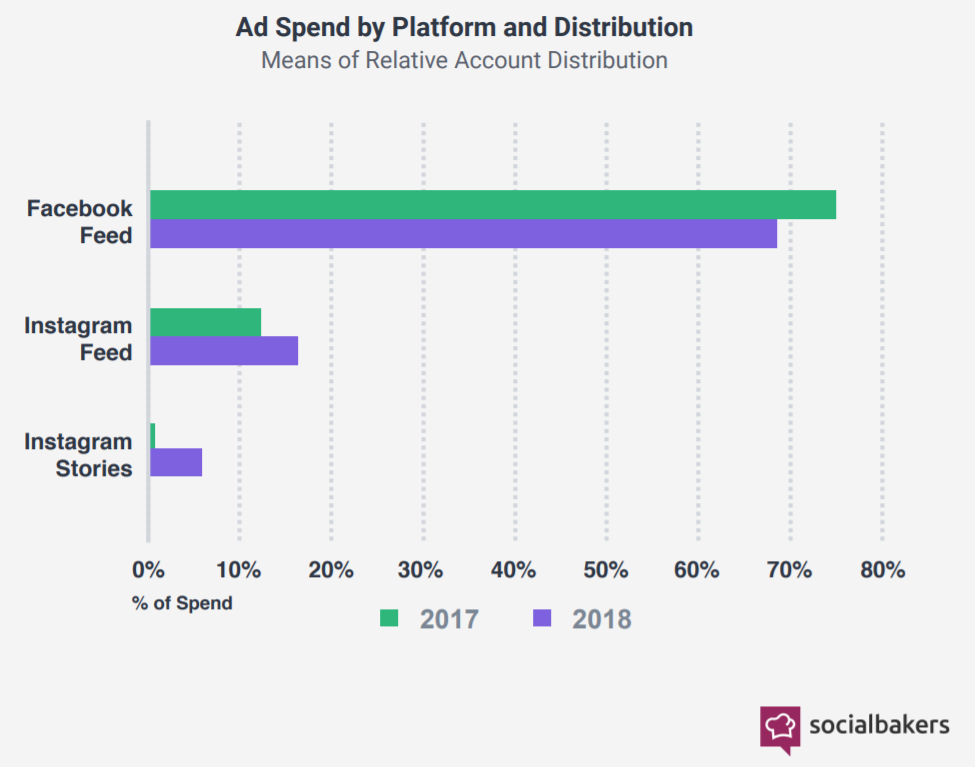 Ad Spend by Platform and Distribution
Means of Relative Account Distribution
Facebook
Feed
Instagram
Feed
Instagram
Stories
0% 10% 20% 30% 40% 50% 60% 70% 80%
% of Spend
2017 2018
socialbakers